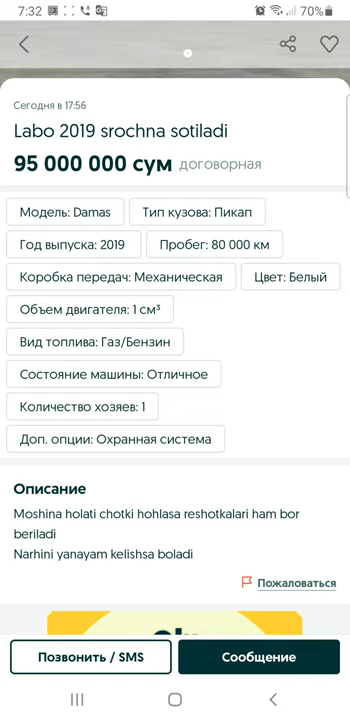 7:32
70%
Сегодня в 17:56
Labo 2019 srochna sotiladi
95 000 000 сум договорная
Модель: Damas
Тип кузова: Пикап
Год выпуска: 2019
Пробег: 80 000 км
Коробка передач: Механическая
Цвет: Белый
Объем двигателя: 1 см³
Вид топлива: Газ/Бензин
Состояние машины: Отличное
Количество хозяев: 1
Доп. опции: Охранная система
Описание
Moshina holati chotki hohlasa reshotkalari ham bor
beriladi
Narhini yanayam kelishsa boladi
Пожаловаться
Позвонить / SMS
Сообщение